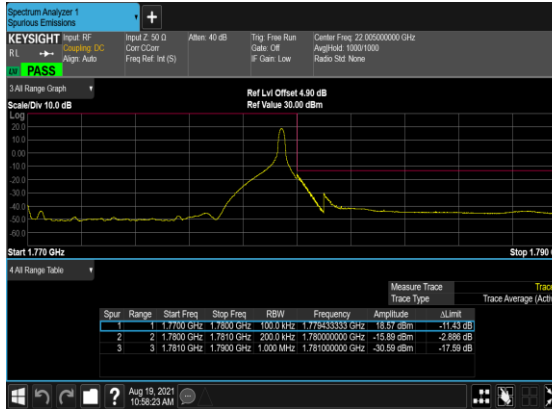 Spectrum Analyzer 1
Spurious Emissions
KEYSIGHT Input: RF Input Z: 50 Ω Atten: 40 dB Trig: Free Run Center Freq: 22.005000000 GHz
RL Coupling: DC Corr CCorr Gate: Off Avg|Hold: 1000/1000
Align: Auto Freq Ref: Int (S) IF Gain: Low Radio Std: None
PASS
3 All Range Graph
Ref Lvl Offset 4.90 dB
Scale/Div 10.0 dB Ref Value 30.00 dBm
Log
20.0
10.0
0.00
-10.0
-20.0
-30.0
-40.0
-50.0
-60.0
Start 1.770 GHz Stop 1.790
4 All Range Table
Measure Trace Trace
Trace Type Trace Average (Acti
Spur Range Start Freq Stop Freq RBW Frequency Amplitude ΔLimit
1 1 1.7700 GHz 1.7800 GHz 100.0 kHz 1.779433333 GHz 18.57 dBm -11.43 dB
2 2 1.7800 GHz 1.7810 GHz 200.0 kHz 1.780000000 GHz -15.89 dBm -2.886 dB
3 3 1.7810 GHz 1.7900 GHz 1.000 MHz 1.781000000 GHz -30.59 dBm -17.59 dB
? Aug 19, 2021
10:58:23 AM